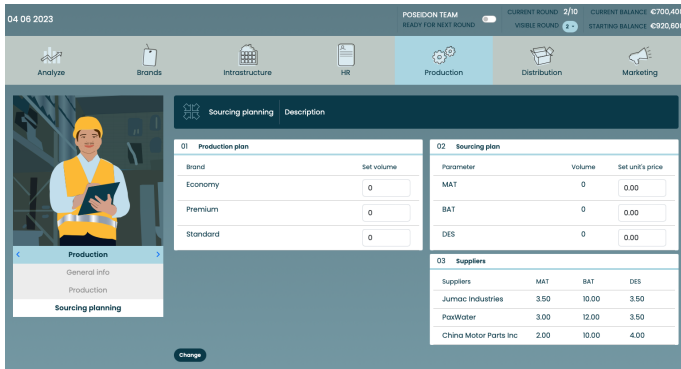 04 06 2023
POSEIDON TEAM
READY FOR NEXT ROUND
CURRENT ROUND 2/10
VISIBLE ROUND 2
CURRENT BALANCE €700,40
STARTING BALANCE €920,60
Analyze
Brands
Intrastructure
HR
Production
Distribution
Marketing
Sourcing planning Description
01 Production plan
Brand Set volume
Economy 0
Premium 0
Standard 0
02 Sourcing plan
Parameter Volume Set unit's price
MAT 0 0.00
BAT 0 0.00
DES 0 0.00
03 Suppliers
Suppliers MAT BAT DES
Jumac Industries 3.50 10.00 3.50
PaxWater 3.00 12.00 3.50
China Motor Parts Inc 2.00 10.00 4.00
< Production >
General info
Production
Sourcing planning
Change